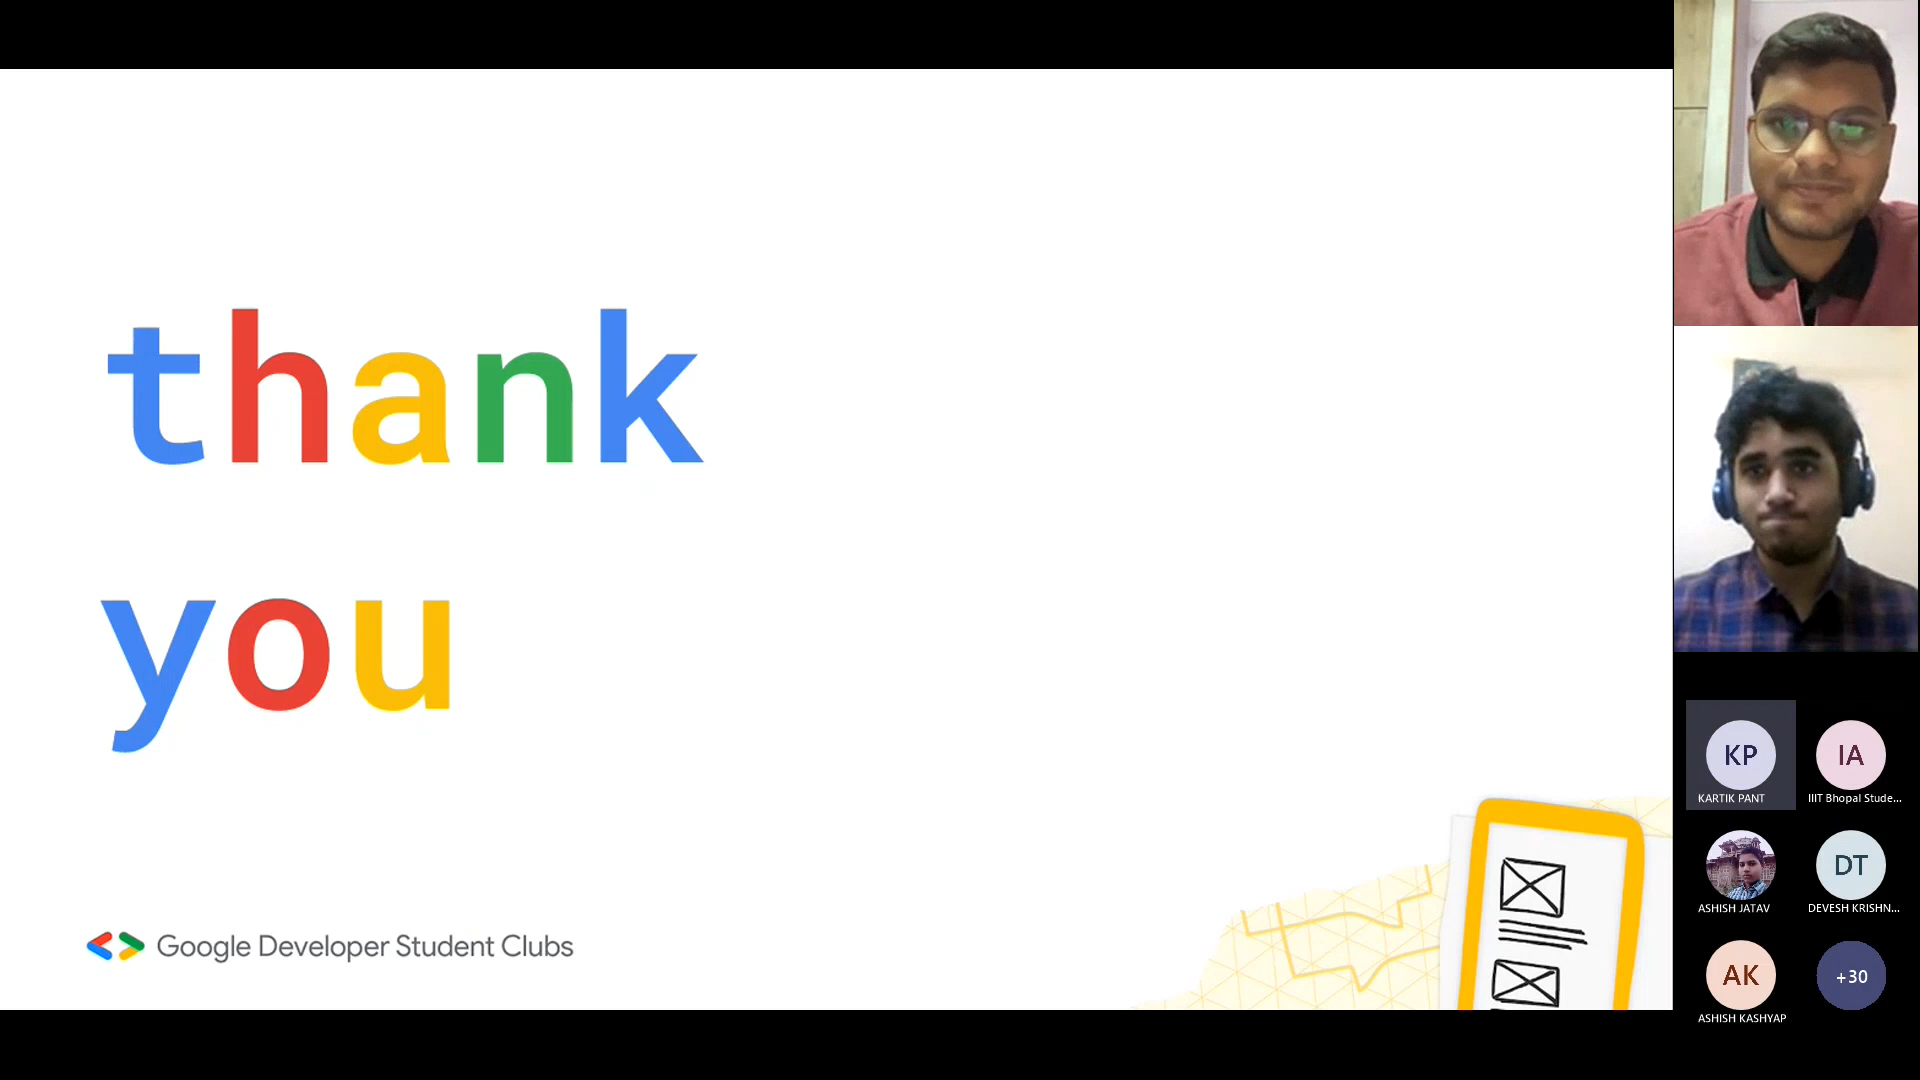 thank
you
Google Developer Student Clubs
KP
KARTIK PANT
IA
IIIT Bhopal Stude...
ASHISH JATAV
DT
DEVESH KRISHN...
AK
ASHISH KASHYAP
+30